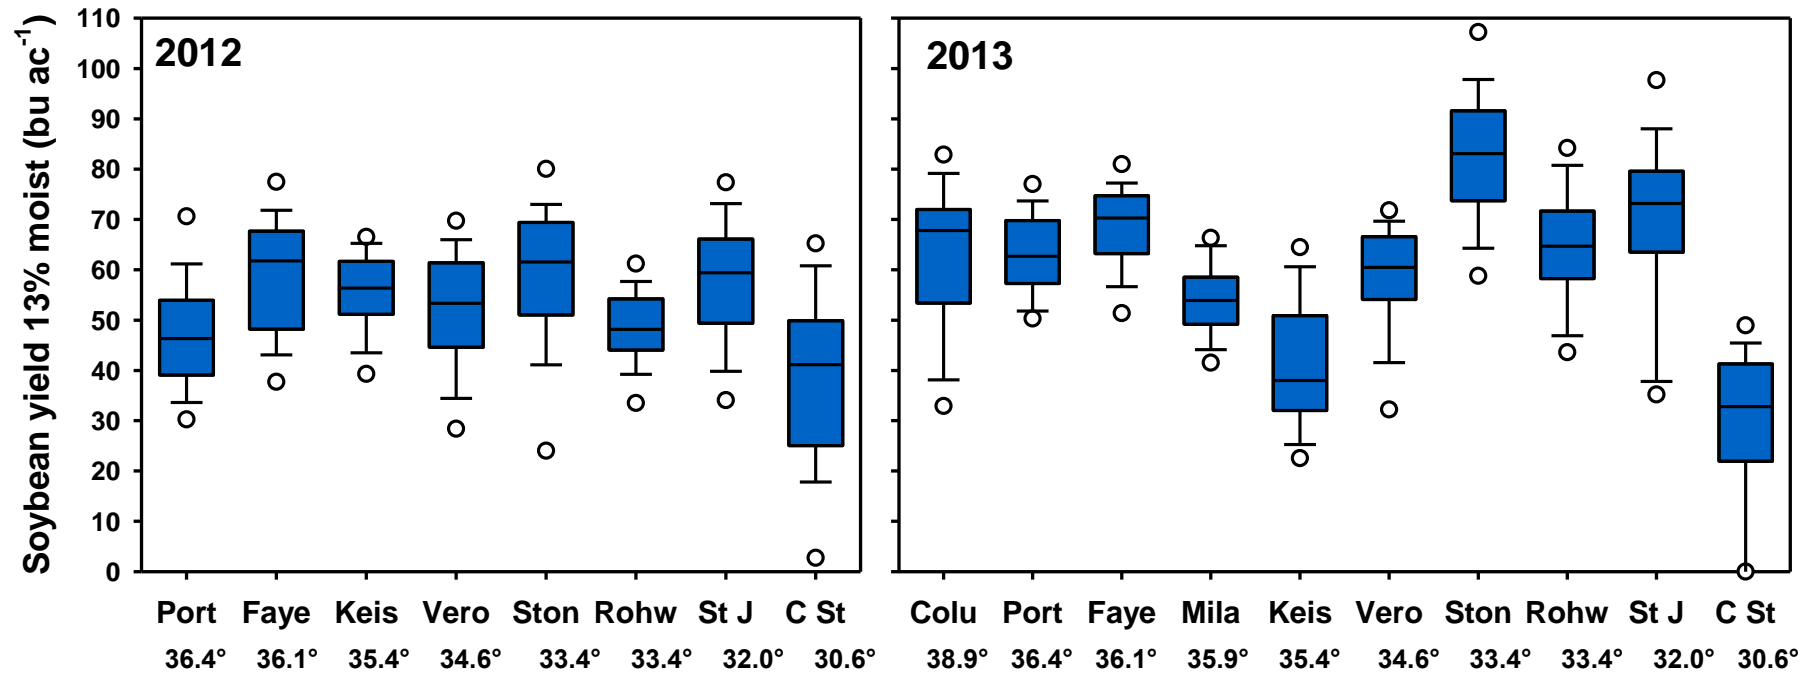 Soybean yield 13% moist (bu ac-1)
110
100
90
80
70
60
50
40
30
20
10
0
2012
2013
Port Faye Keis Vero Ston Rohw St J C St
36.4° 36.1° 35.4° 34.6° 33.4° 33.4° 32.0° 30.6°
Colu Port Faye Mila Keis Vero Ston Rohw St J C St
38.9° 36.4° 36.1° 35.9° 35.4° 34.6° 33.4° 33.4° 32.0° 30.6°